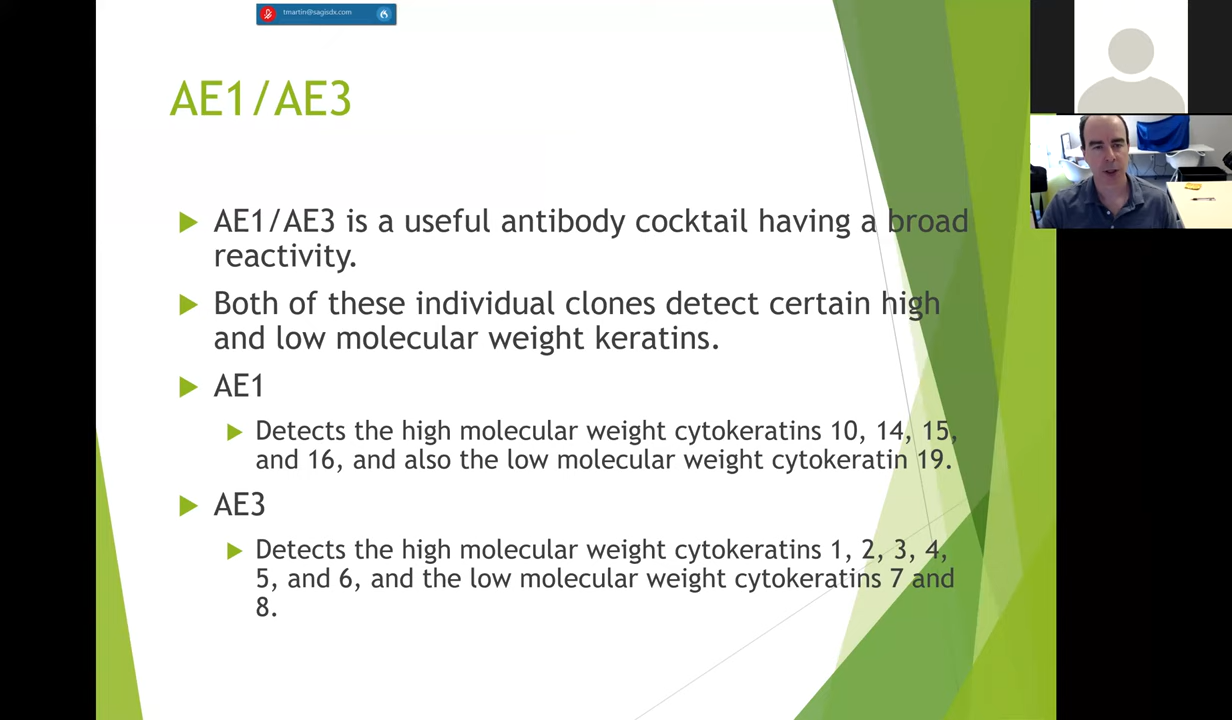 tmartin@sagisdx.com
AE1/AE3
AE1/AE3 is a useful antibody cocktail having a broad
reactivity.
Both of these individual clones detect certain high
and low molecular weight keratins.
AE1
Detects the high molecular weight cytokeratins 10, 14, 15,
and 16, and also the low molecular weight cytokeratin 19.
AE3
Detects the high molecular weight cytokeratins 1, 2, 3, 4,
5, and 6, and the low molecular weight cytokeratins 7 and
8.